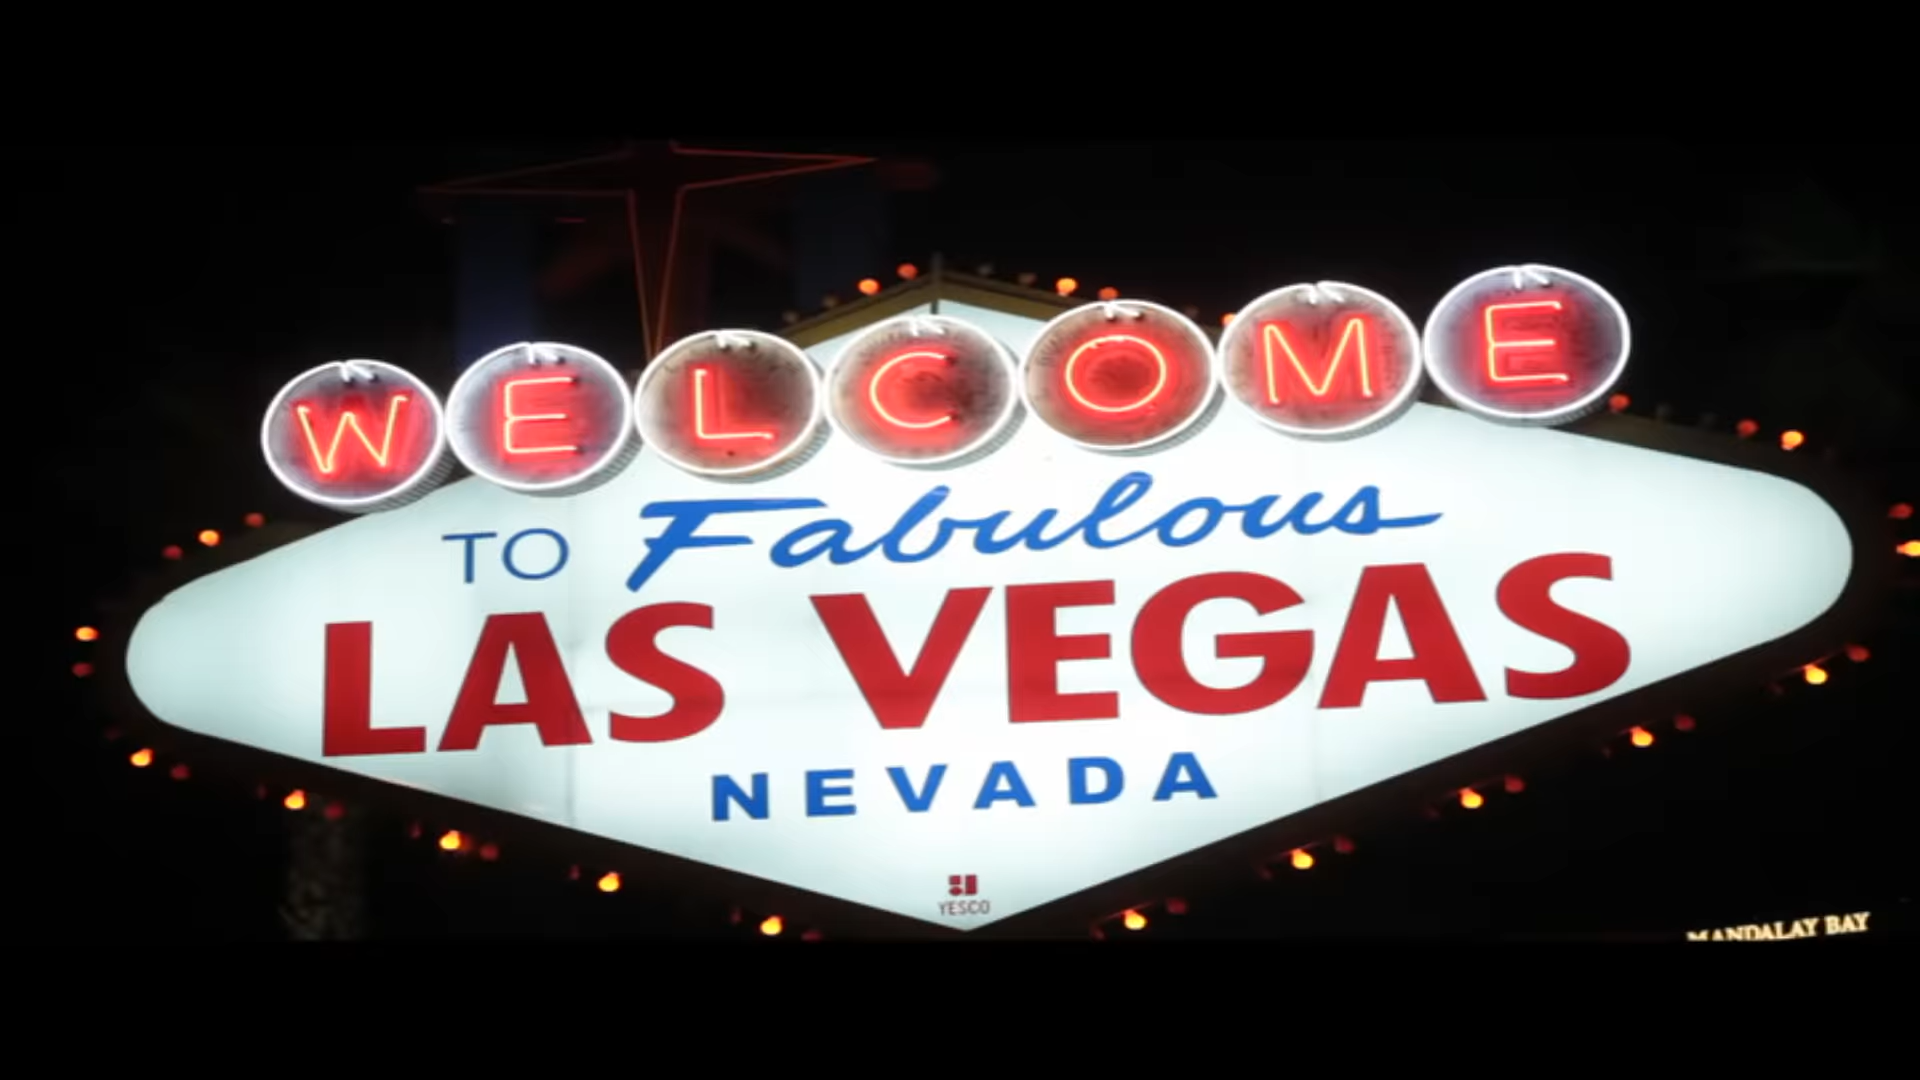 WELCOME
TO Fabulous
LAS VEGAS
NEVADA
YESCO
MANDALAY BAY